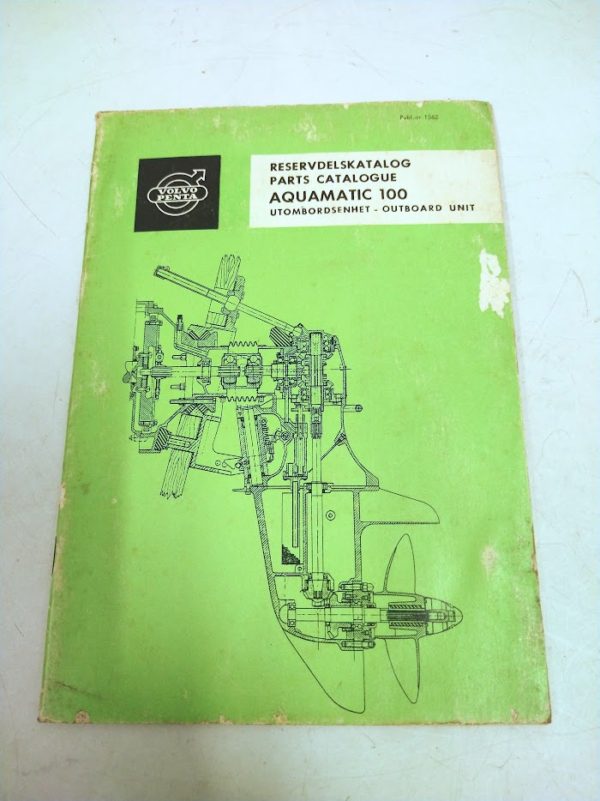 Publ.nr 1562
VOLVO
PENTA
RESERVDELSKATALOG
PARTS CATALOGUE
AQUAMATIC 100
UTOMBORDSENHET - OUTBOARD UNIT